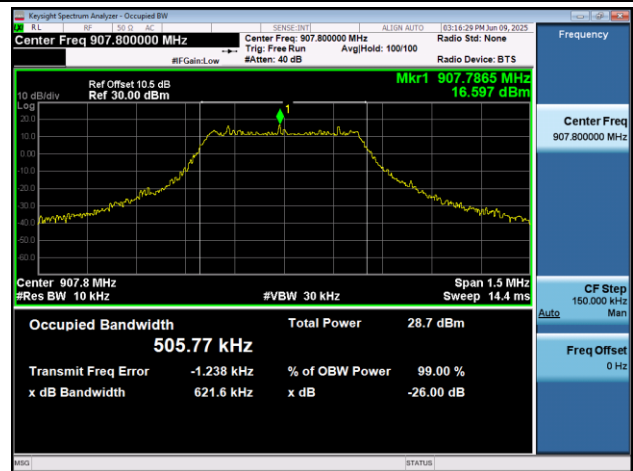 Keysight Spectrum Analyzer - Occupied BW
RL RF 50 Ω AC SENSE:INT ALIGN AUTO 03:16:29 PM Jun 09, 2025
Center Freq 907.800000 MHz
Center Freq: 907.800000 MHz Radio Std: None
Trig: Free Run Avg|Hold: 100/100
#IFGain:Low #Atten: 40 dB Radio Device: BTS
Frequency
Ref Offset 10.5 dB
10 dB/div Ref 30.00 dBm
Mkr1 907.7865 MHz
16.597 dBm
Log
20.0
10.0
0.00
-10.0
-20.0
-30.0
-40.0
-50.0
-60.0
1
Center 907.8 MHz Span 1.5 MHz
#Res BW 10 kHz #VBW 30 kHz Sweep 14.4 ms
Occupied Bandwidth Total Power 28.7 dBm
505.77 kHz
Transmit Freq Error -1.238 kHz % of OBW Power 99.00 %
x dB Bandwidth 621.6 kHz x dB -26.00 dB
Center Freq
907.800000 MHz
CF Step
150.000 kHz
Auto Man
Freq Offset
0 Hz
MSG STATUS